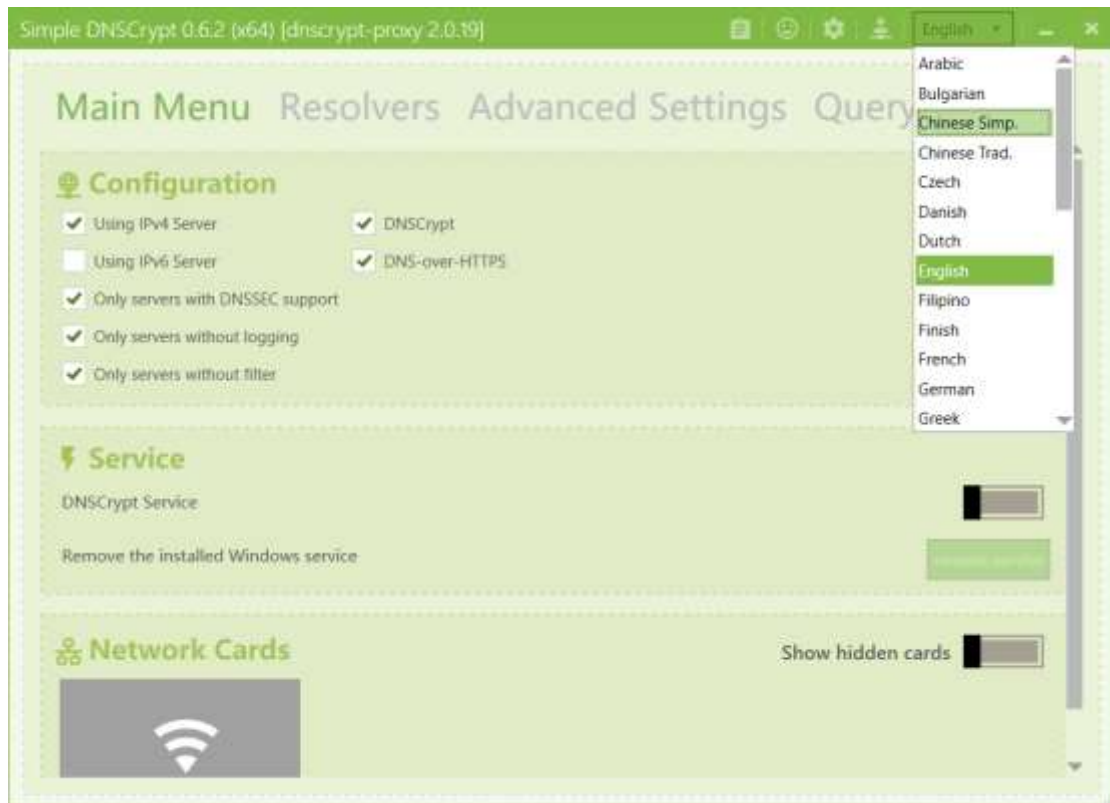 Simple DNSCrypt 0.6.2 (x64) [dnscrypt-proxy 2.0.19]
English
Main Menu Resolvers Advanced Settings Query
Arabic
Bulgarian
Chinese Simp.
Chinese Trad.
Czech
Danish
Dutch
English
Filipino
Finish
French
German
Greek
Configuration
Using IPv4 Server
DNSCrypt
Using IPv6 Server
DNS-over-HTTPS
Only servers with DNSSEC support
Only servers without logging
Only servers without filter
Service
DNSCrypt Service
Remove the installed Windows service
Network Cards
Show hidden cards